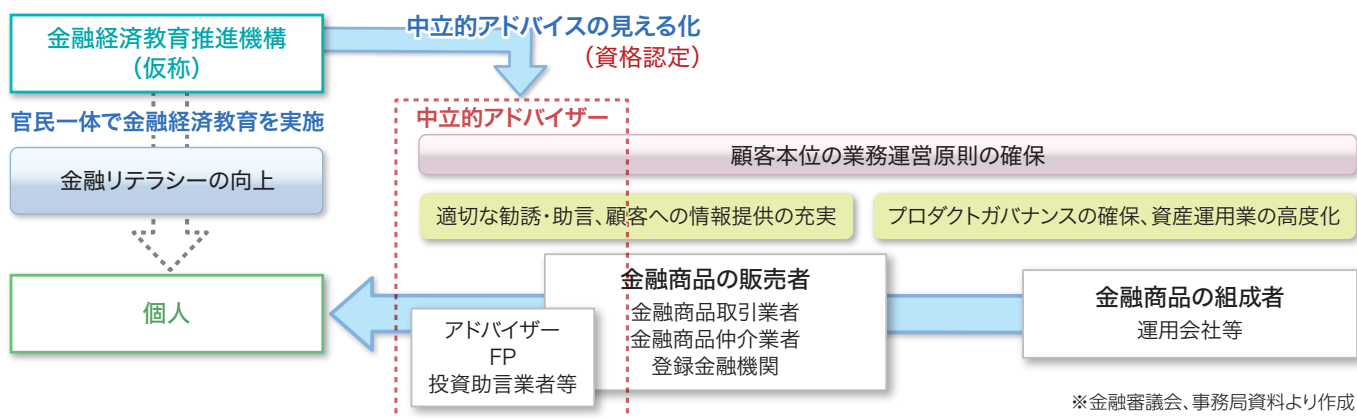 金融経済教育推進機構
（仮称）
中立的アドバイスの見える化
（資格認定）
官民一体で金融経済教育を実施
金融リテラシーの向上
個人
中立的アドバイザー
顧客本位の業務運営原則の確保
適切な勧誘・助言、顧客への情報提供の充実
プロダクトガバナンスの確保、資産運用業の高度化
アドバイザー
FP
投資助言業者等
金融商品の販売者
金融商品取引業者
金融商品仲介業者
登録金融機関
金融商品の組成者
運用会社等
※金融審議会、事務局資料より作成